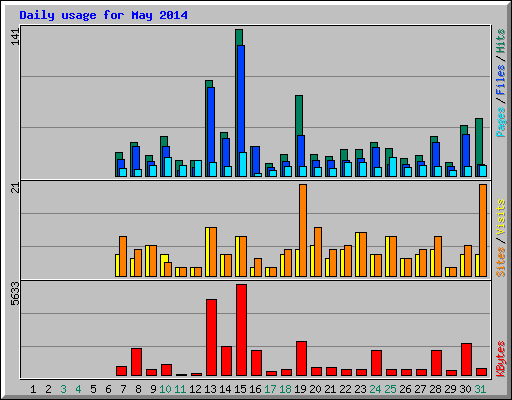 Daily usage for May 2014
141
Pages / Files / Hits
21
Sites / Visits
5633
KBytes
1 2 3 4 5 6 7 8 9 10 11 12 13 14 15 16 17 18 19 20 21 22 23 24 25 26 27 28 29 30 31